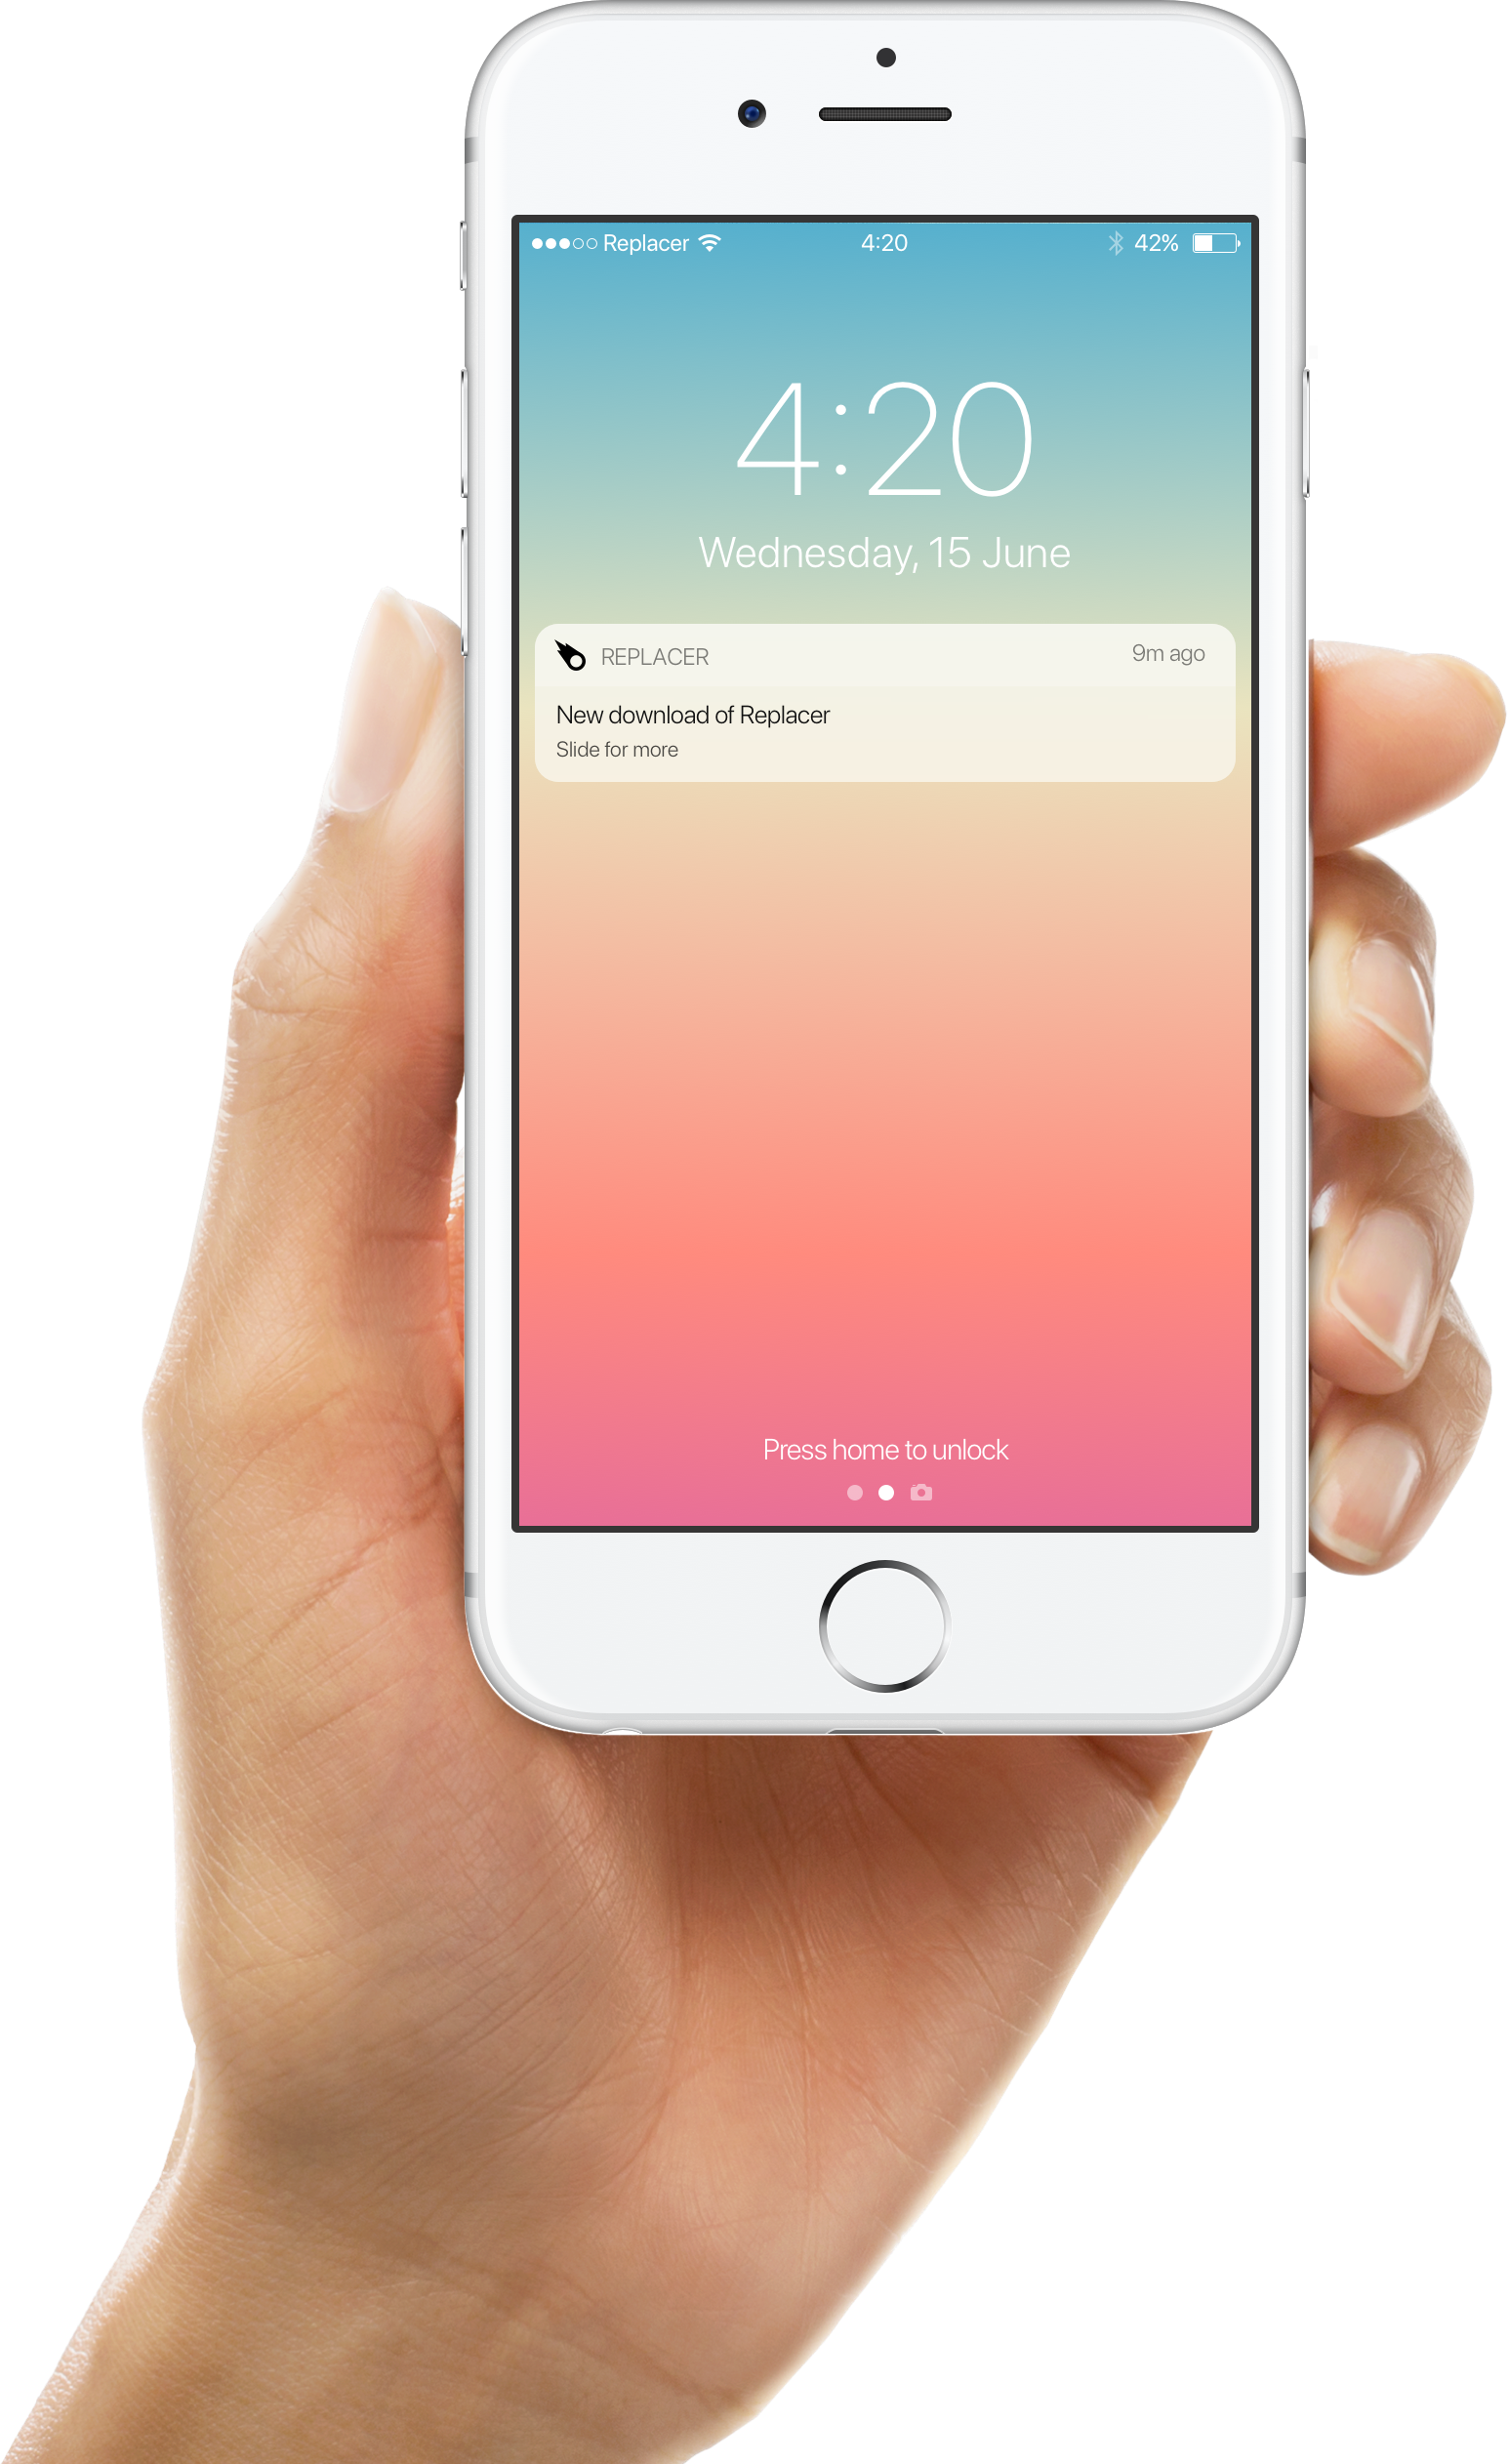 Replacer 4:20 42%
4:20
Wednesday, 15 June
REPLACER 9m ago
New download of Replacer
Slide for more
Press home to unlock